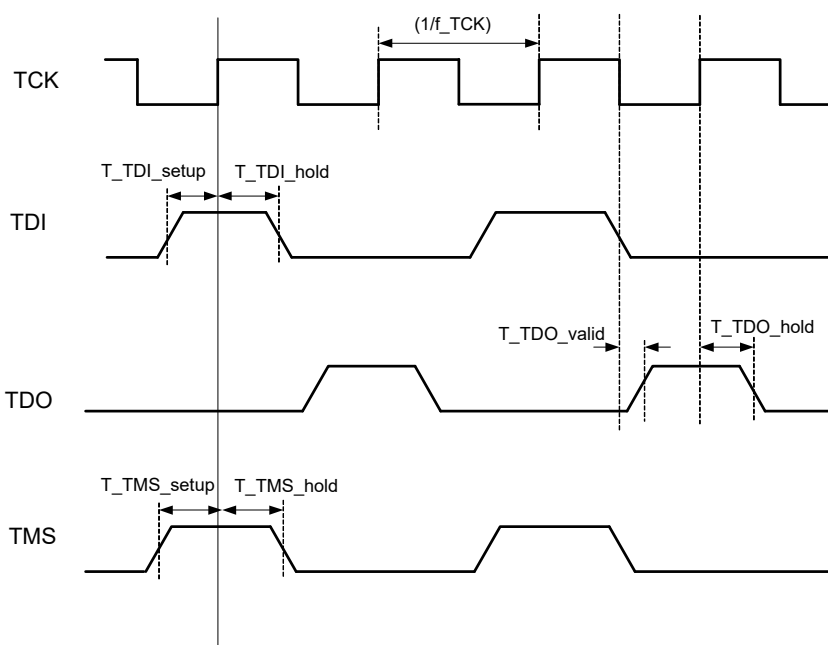 (1/f_TCK)
TCK
T_TDI_setup T_TDI_hold
TDI
T_TDO_valid T_TDO_hold
TDO
T_TMS_setup T_TMS_hold
TMS